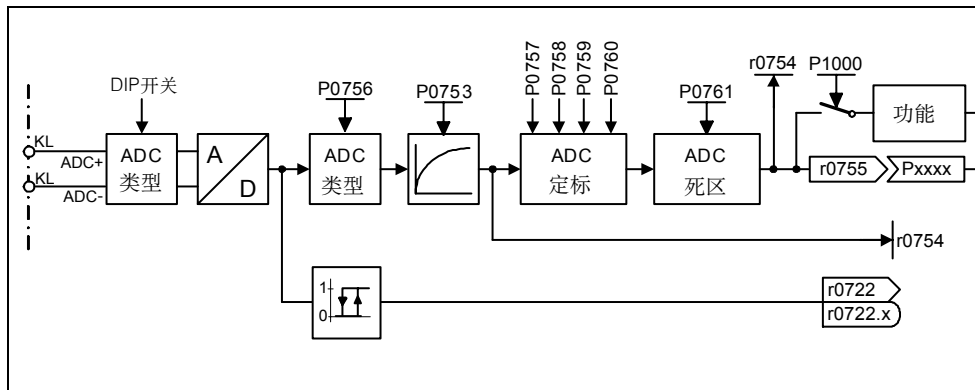 DIP开关
P0756
P0753
P0757
P0758
P0759
P0760
P0761
r0754
P1000
KL
ADC+
KL
ADC-
ADC
类型
A
D
ADC
类型
ADC
定标
ADC
死区
功能
r0755
Pxxxx
r0754
1
0
r0722
r0722.x